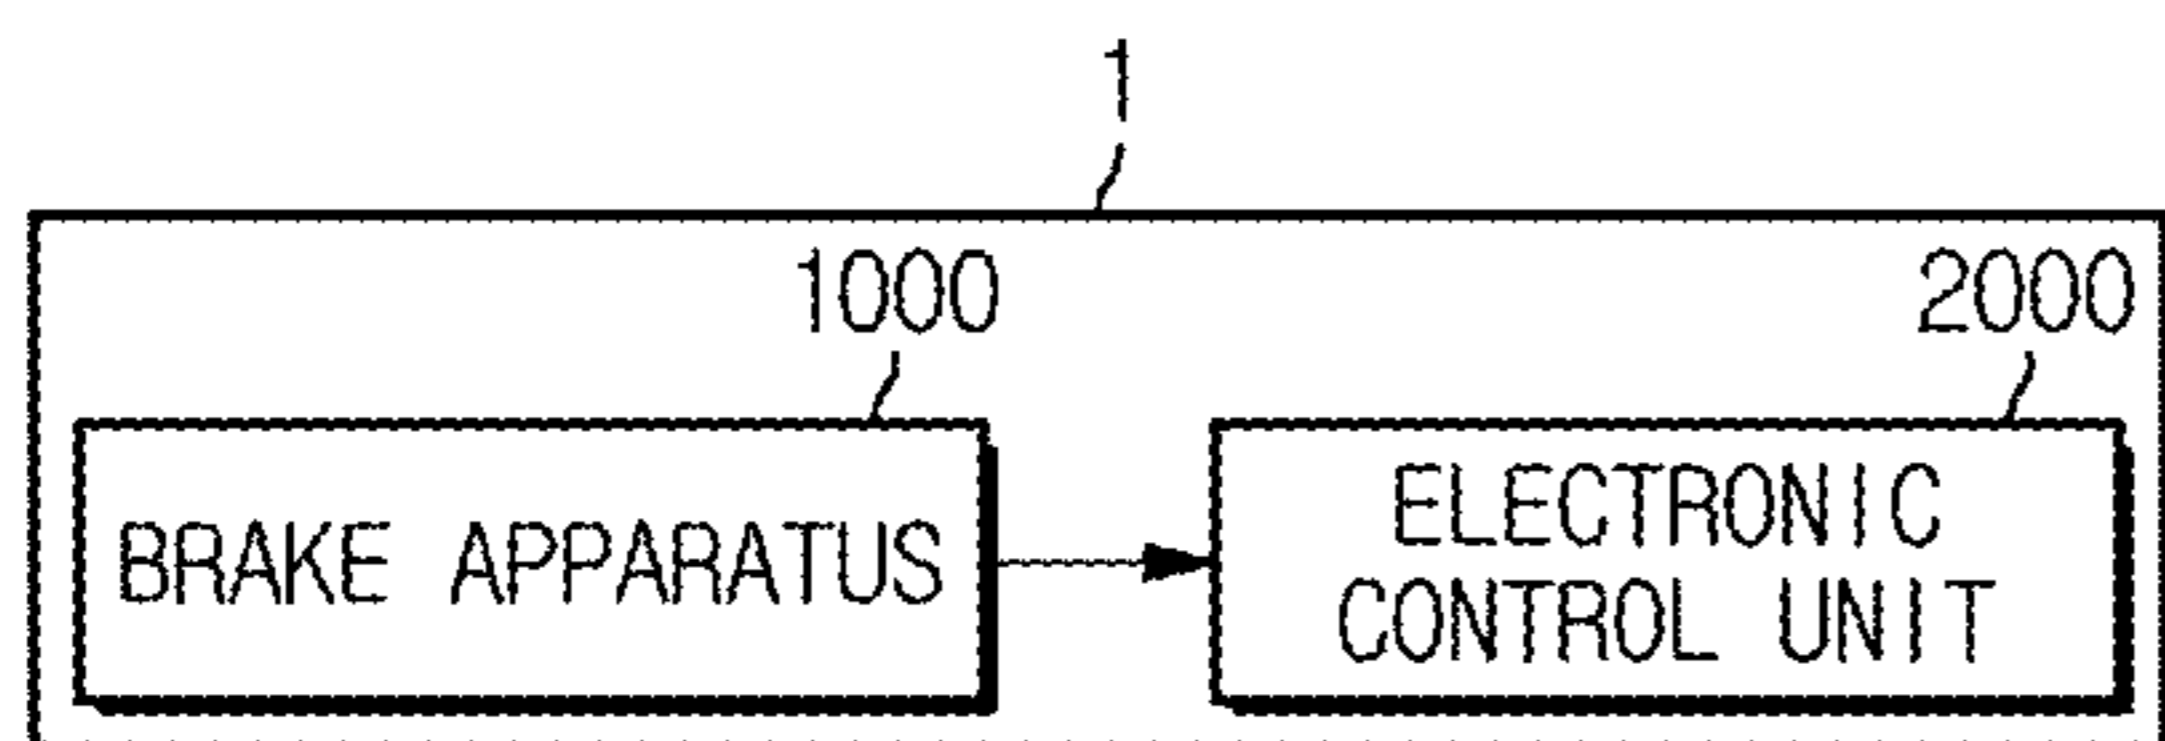 1
1000
2000
BRAKE APPARATUS
ELECTRONIC
CONTROL UNIT